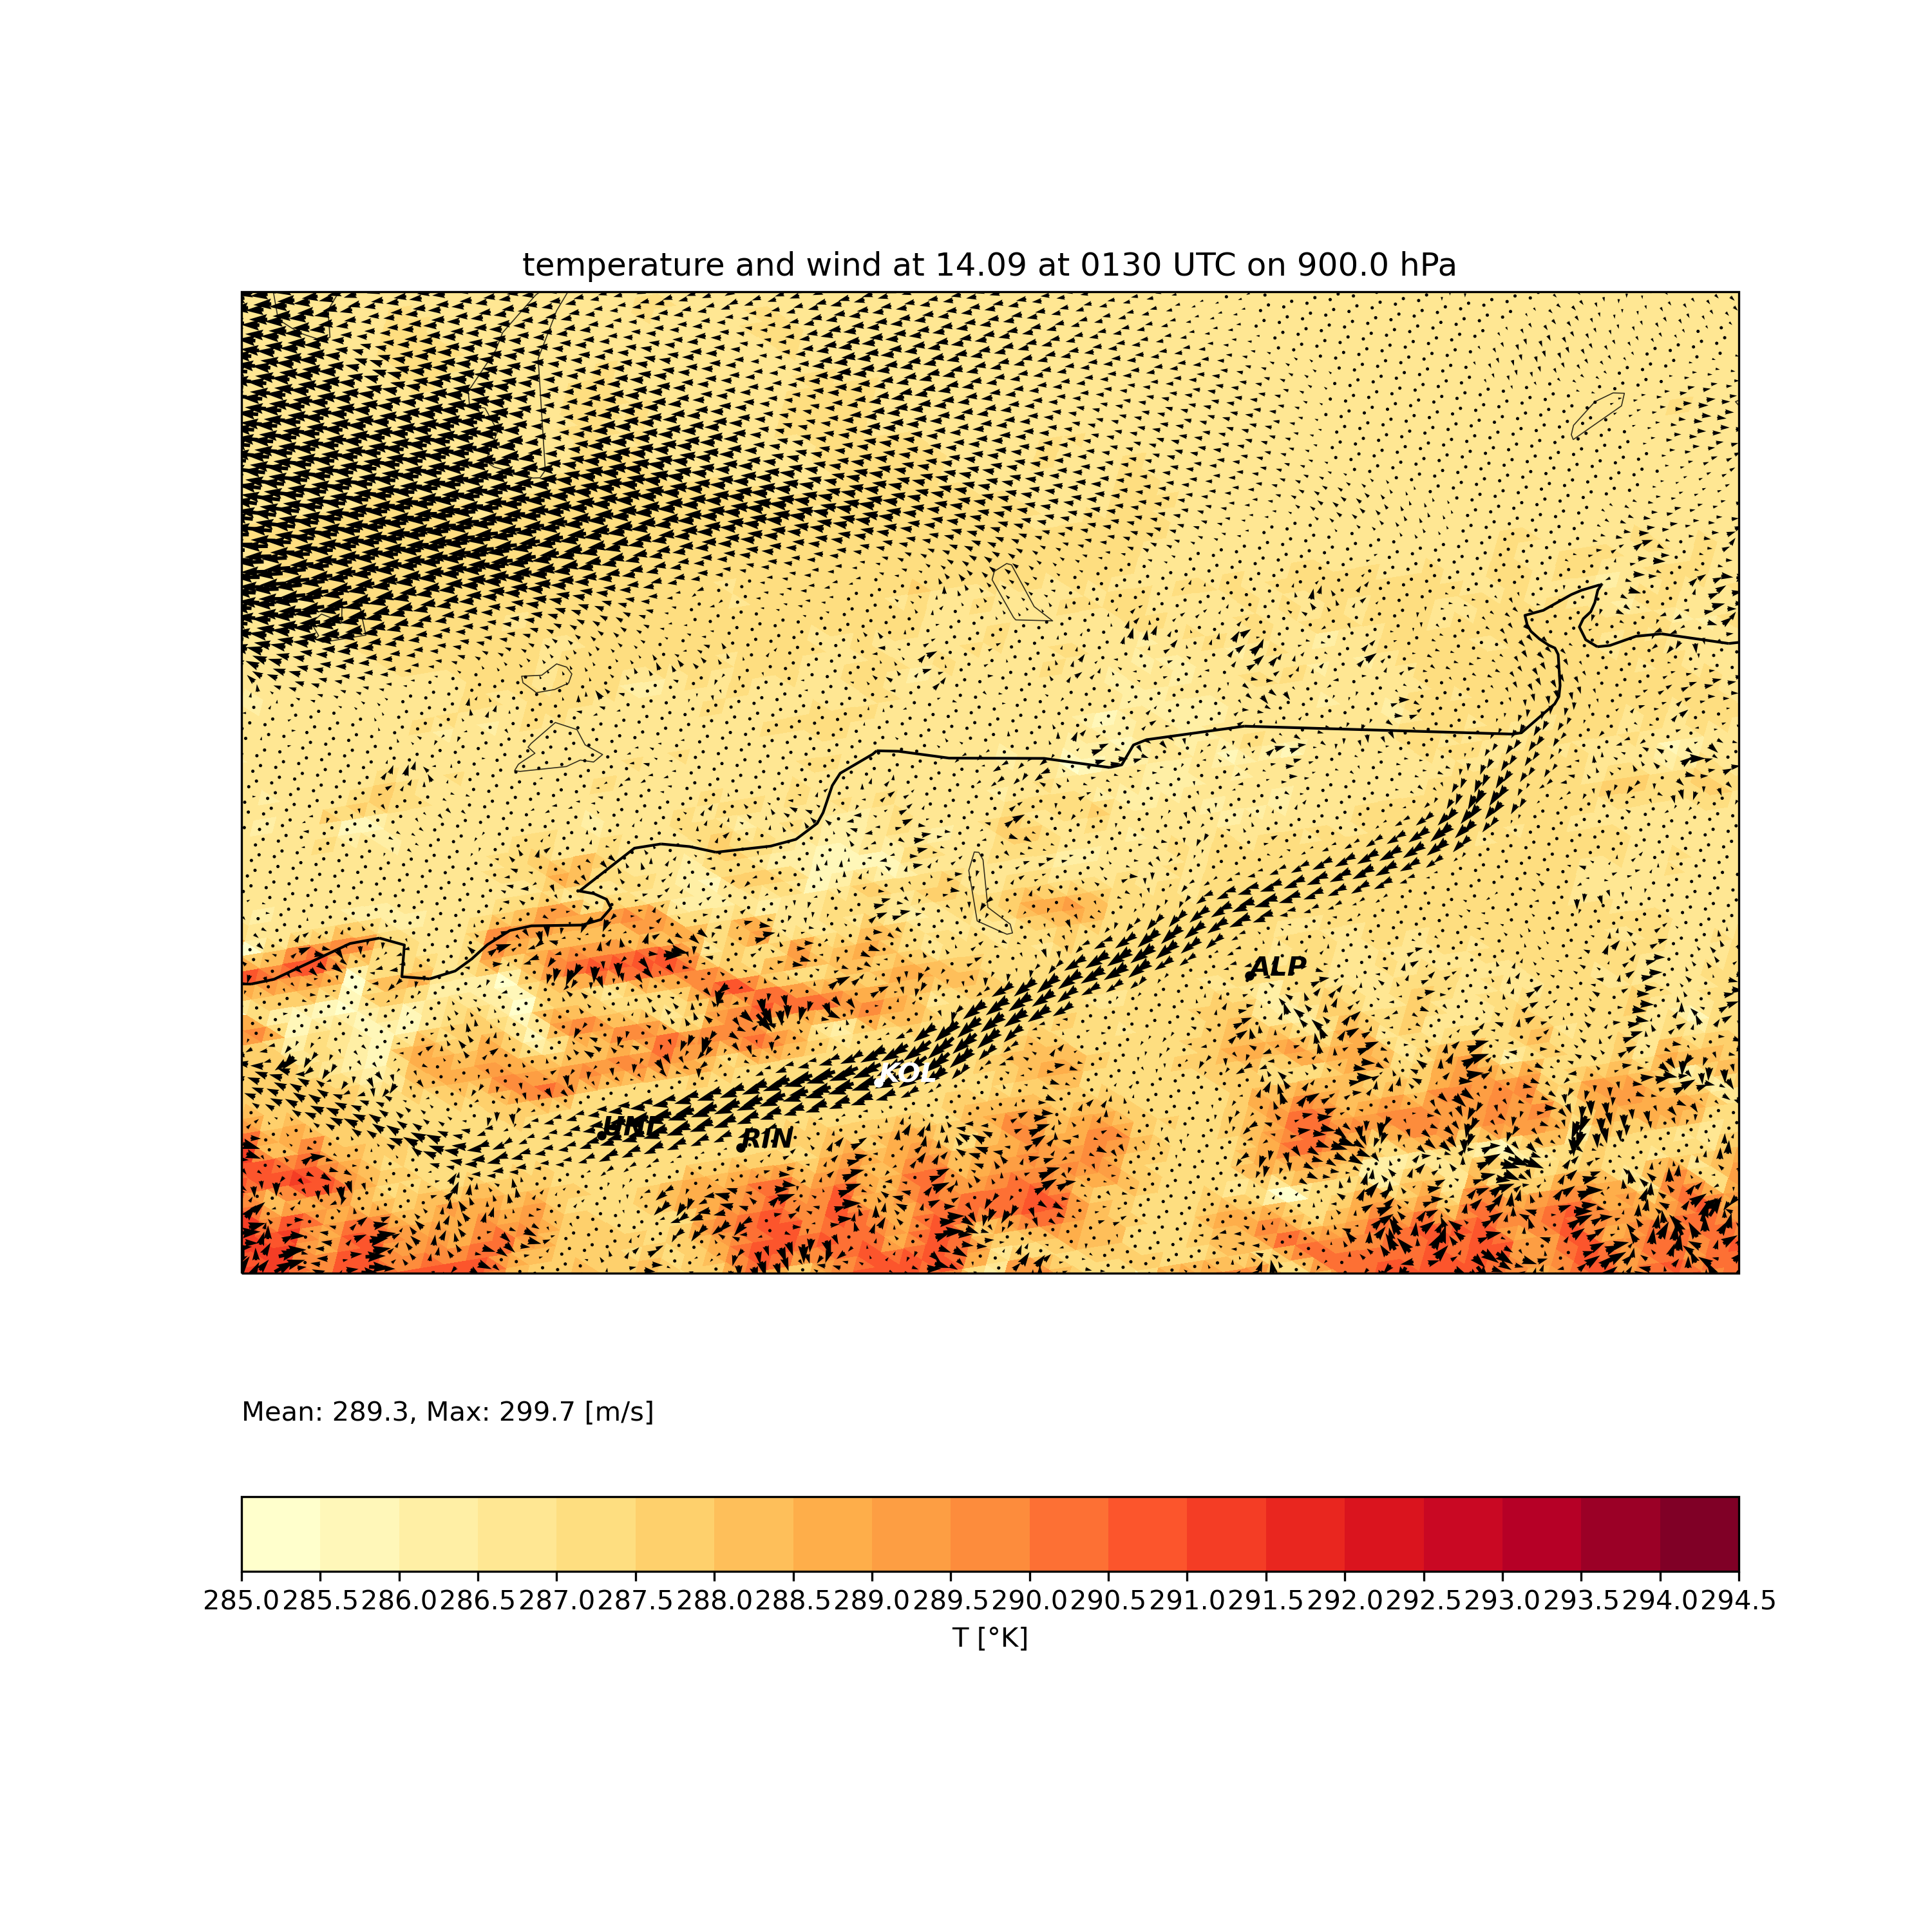 temperature and wind at 14.09 at 0130 UTC on 900.0 hPa
ALP
KOL
UNL
RIN
Mean: 289.3, Max: 299.7 [m/s]
285.0 285.5 286.0 286.5 287.0 287.5 288.0 288.5 289.0 289.5 290.0 290.5 291.0 291.5 292.0 292.5 293.0 293.5 294.0 294.5
T [°K]